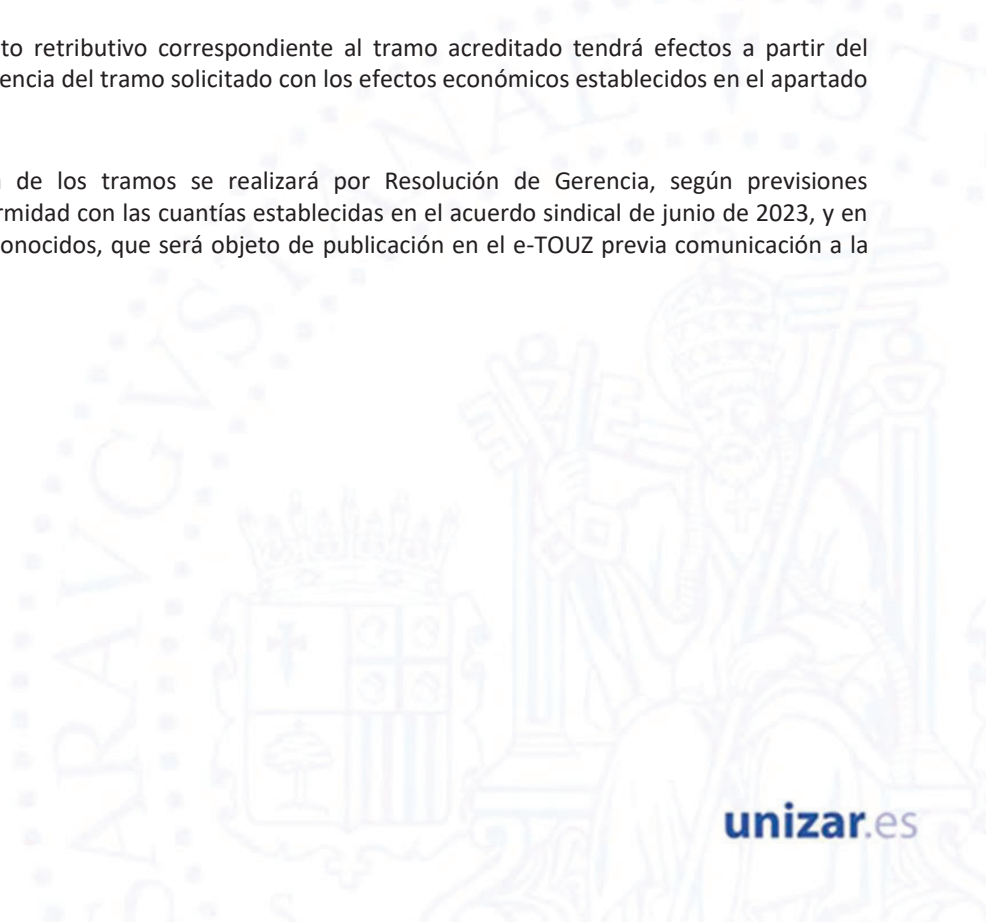 to retributivo correspondiente al tramo acreditado tendrá efectos a partir del
encia del tramo solicitado con los efectos económicos establecidos en el apartado
de los tramos se realizará por Resolución de Gerencia, según previsiones
rmidad con las cuantías establecidas en el acuerdo sindical de junio de 2023, y en
onocidos, que será objeto de publicación en el e-TOUZ previa comunicación a la
unizar.es